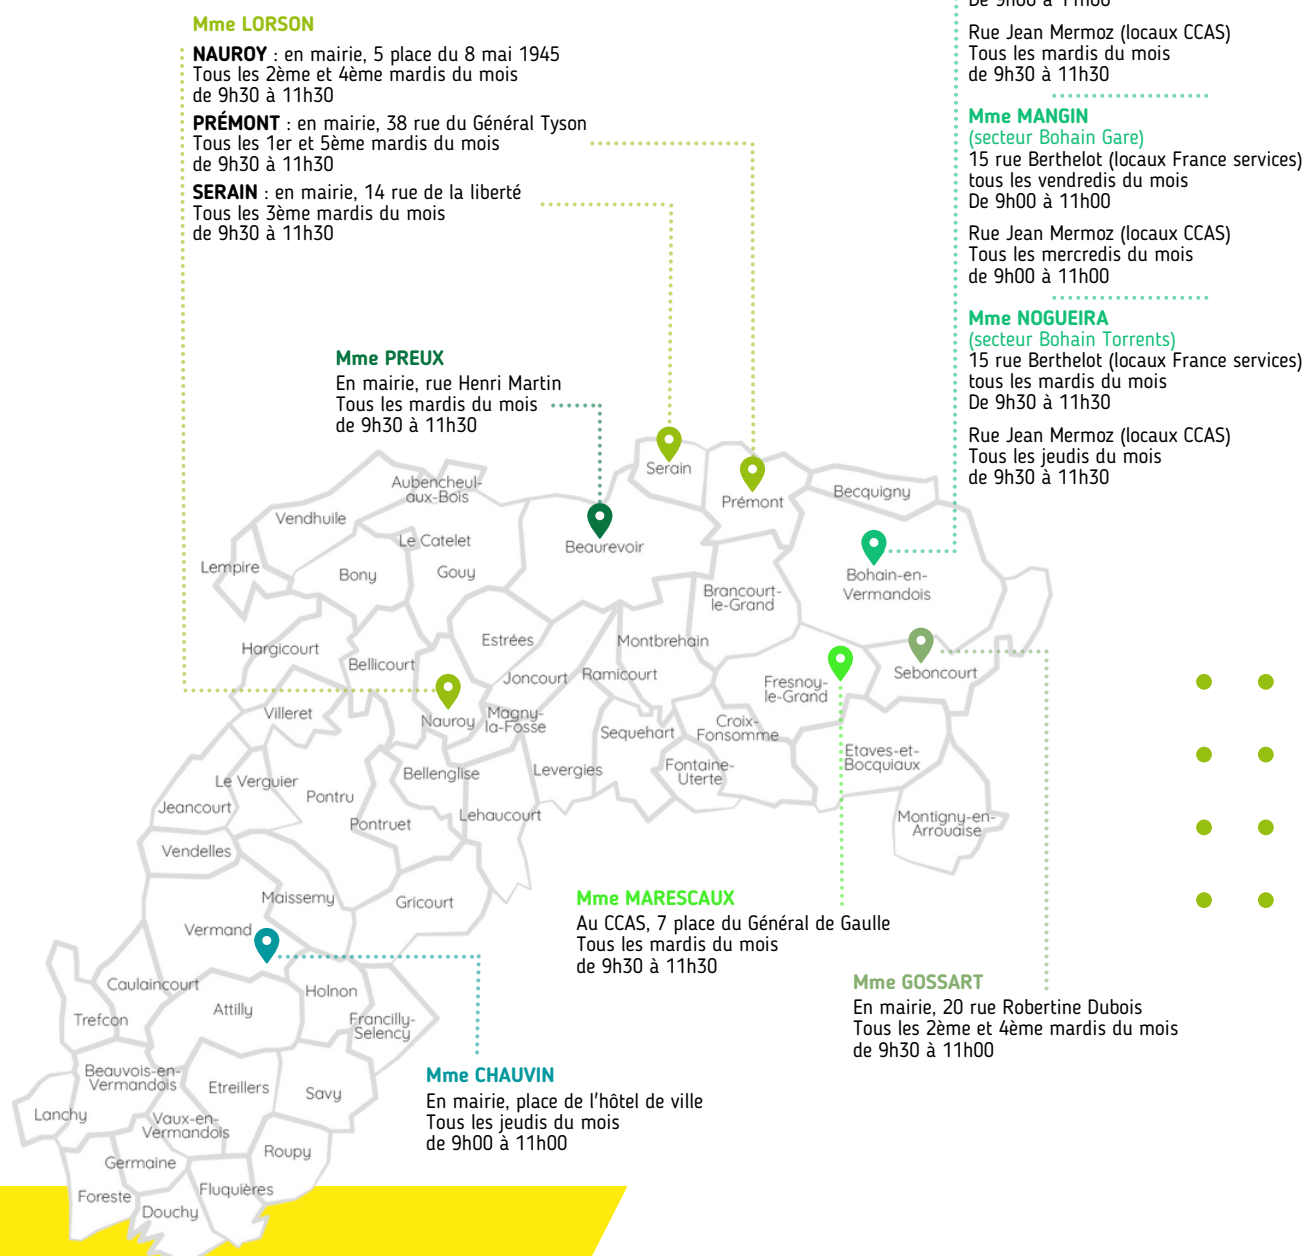 Mme LORSON
NAUROY : en mairie, 5 place du 8 mai 1945
Tous les 2ème et 4ème mardis du mois
de 9h30 à 11h30
PRÉMONT : en mairie, 38 rue du Général Tyson
Tous les 1er et 5ème mardis du mois
de 9h30 à 11h30
SERAIN : en mairie, 14 rue de la liberté
Tous les 3ème mardis du mois
de 9h30 à 11h30
De 9h00 à 11h00
Rue Jean Mermoz (locaux CCAS)
Tous les mardis du mois
de 9h30 à 11h30
Mme MANGIN
(secteur Bohain Gare)
15 rue Berthelot (locaux France services)
tous les vendredis du mois
De 9h00 à 11h00
Rue Jean Mermoz (locaux CCAS)
Tous les mercredis du mois
de 9h00 à 11h00
Mme NOGUEIRA
(secteur Bohain Torrents)
15 rue Berthelot (locaux France services)
tous les mardis du mois
De 9h30 à 11h30
Rue Jean Mermoz (locaux CCAS)
Tous les jeudis du mois
de 9h30 à 11h30
Mme PREUX
En mairie, rue Henri Martin
Tous les mardis du mois
de 9h30 à 11h30
Serain
Prémont
Becquigny
Aubencheul-
aux-Bois
Vendhuile
Le Catelet
Beaurevoir
Lempire
Bony
Gouy
Bohain-en-
Vermandois
Brancourt-
le-Grand
Hargicourt
Bellicourt
Estrées
Montbrehain
Joncourt
Ramicourt
Fresnoy-
le-Grand
Seboncourt
Villeret
Nauroy
Magny-
la-Fosse
Sequehart
Croix-
Fonsomme
Etaves-et-
Bocquiaux
Fontaine-
Uterte
Le Verguier
Bellenglise
Levergies
Jeancourt
Pontru
Pontruet
Lehaucourt
Montigny-en-
Arrouaise
Vendelles
Maissemy
Gricourt
Vermand
Caulaincourt
Holnon
Attilly
Trefcon
Francilly-
Selency
Beauvois-en-
Vermandois
Etreillers
Savy
Lanchy
Vaux-en-
Vermandois
Germaine
Roupy
Foreste
Fluquières
Douchy
Mme MARESCAUX
Au CCAS, 7 place du Général de Gaulle
Tous les mardis du mois
de 9h30 à 11h30
Mme GOSSART
En mairie, 20 rue Robertine Dubois
Tous les 2ème et 4ème mardis du mois
de 9h30 à 11h00
Mme CHAUVIN
En mairie, place de l'hôtel de ville
Tous les jeudis du mois
de 9h00 à 11h00